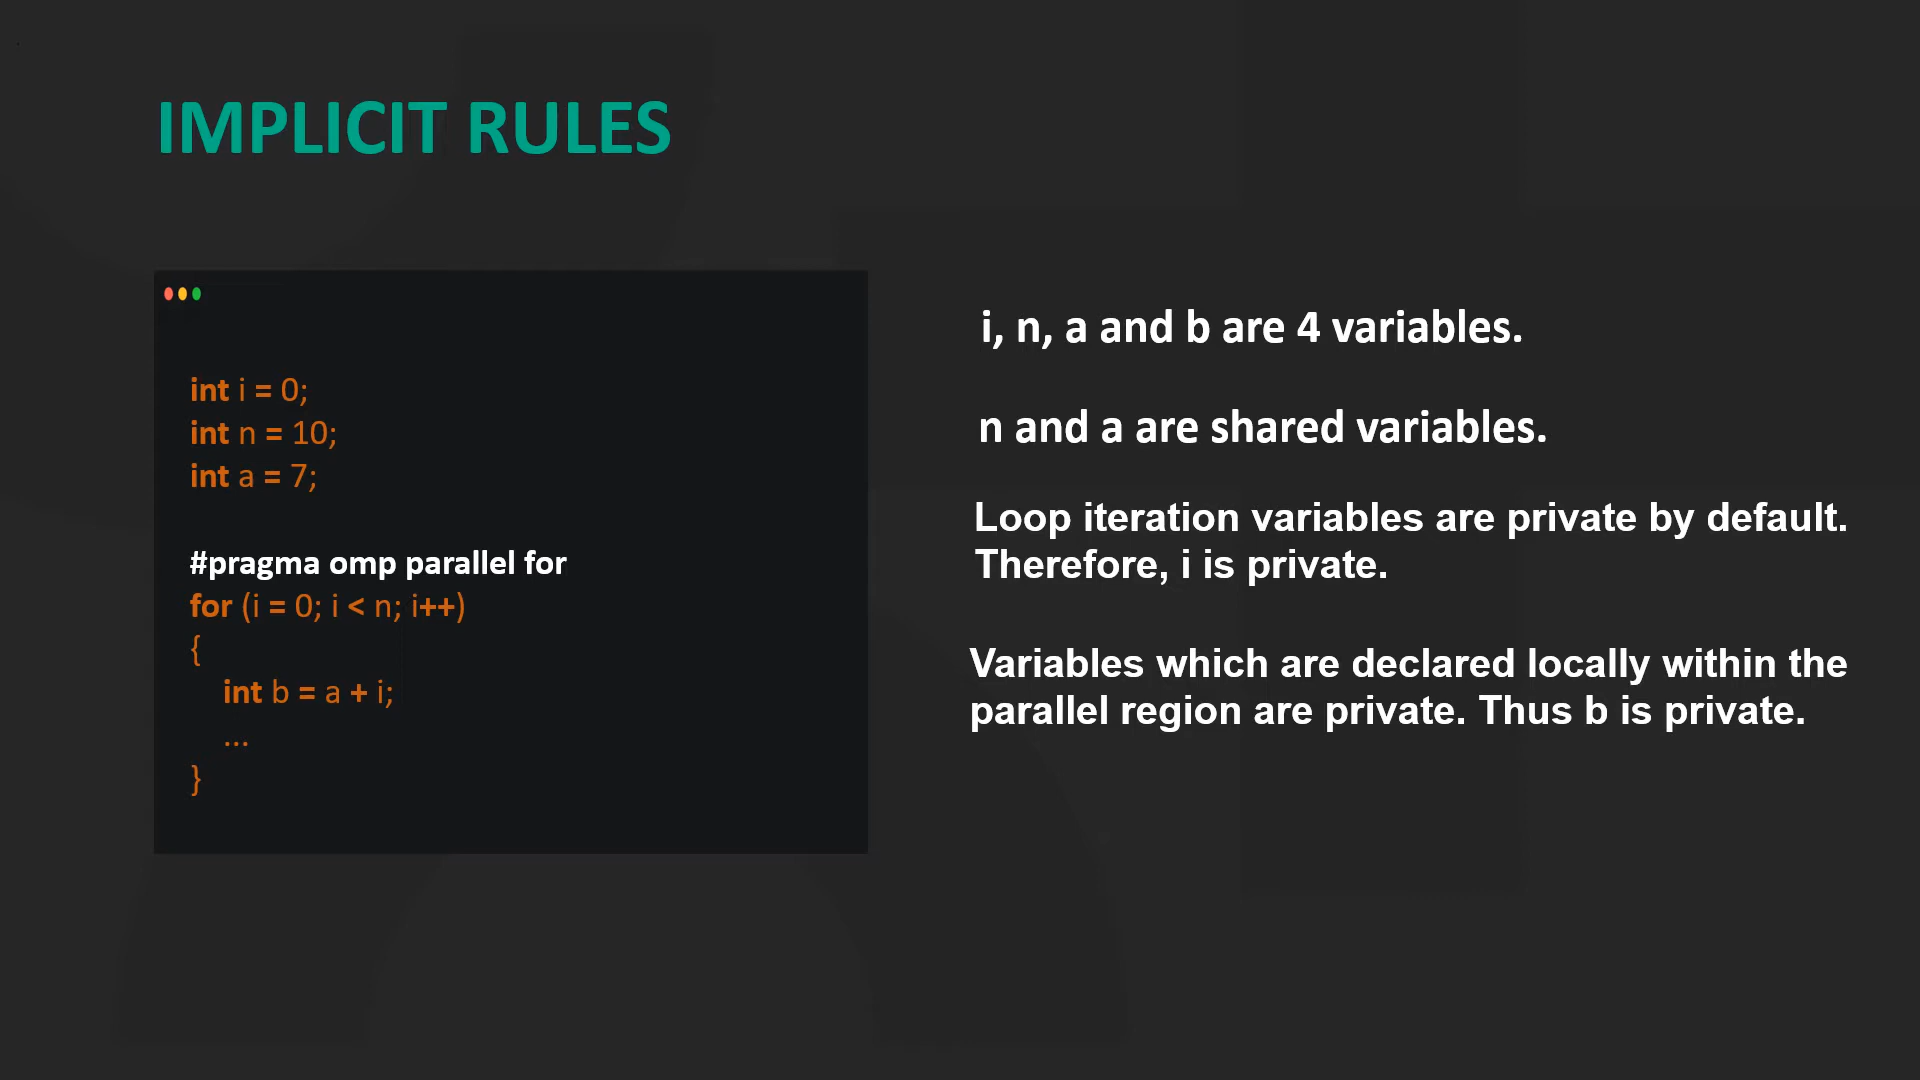 IMPLICIT RULES
int i = 0;
int n = 10;
int a = 7;
#pragma omp parallel for
for (i = 0; i < n; i++)
{
int b = a + i;
...
}
i, n, a and b are 4 variables.
n and a are shared variables.
Loop iteration variables are private by default.
Therefore, i is private.
Variables which are declared locally within the
parallel region are private. Thus b is private.